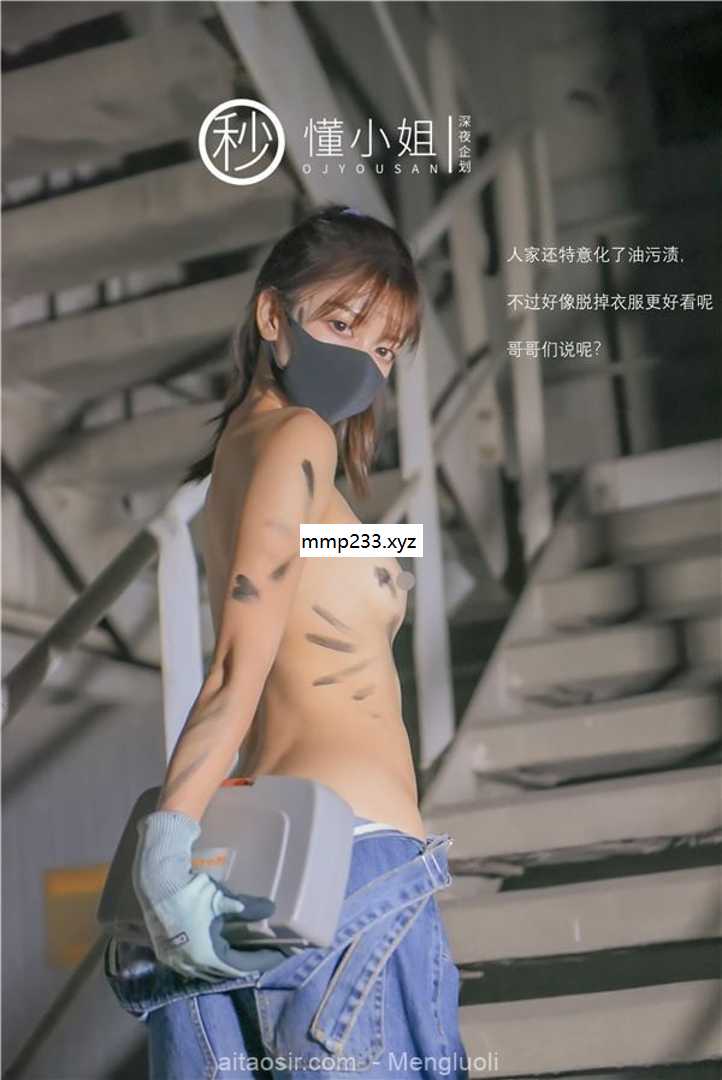 秒 懂小姐
深夜企划
OJYOUSAN
人家还特意化了油污渍,
不过好像脱掉衣服更好看呢
哥哥们说呢?
mmp233.xyz
aitaosir.com - Mengluoli